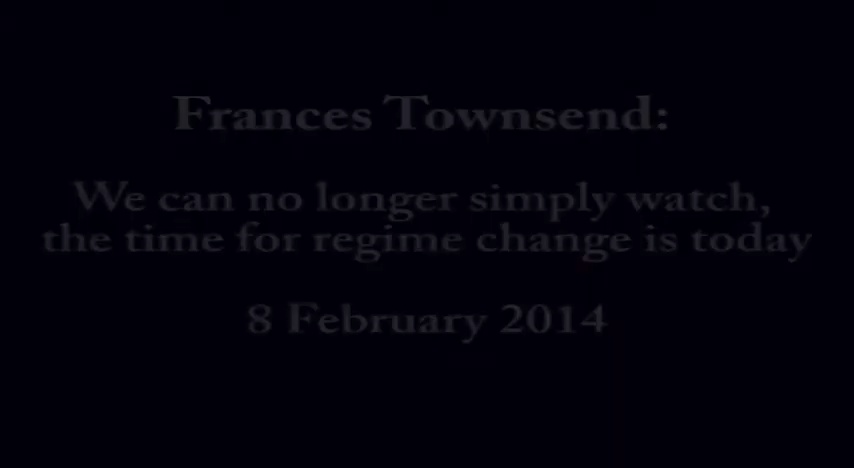 Frances Townsend:
We can no longer simply watch,
the time for regime change is today
8 February 2014